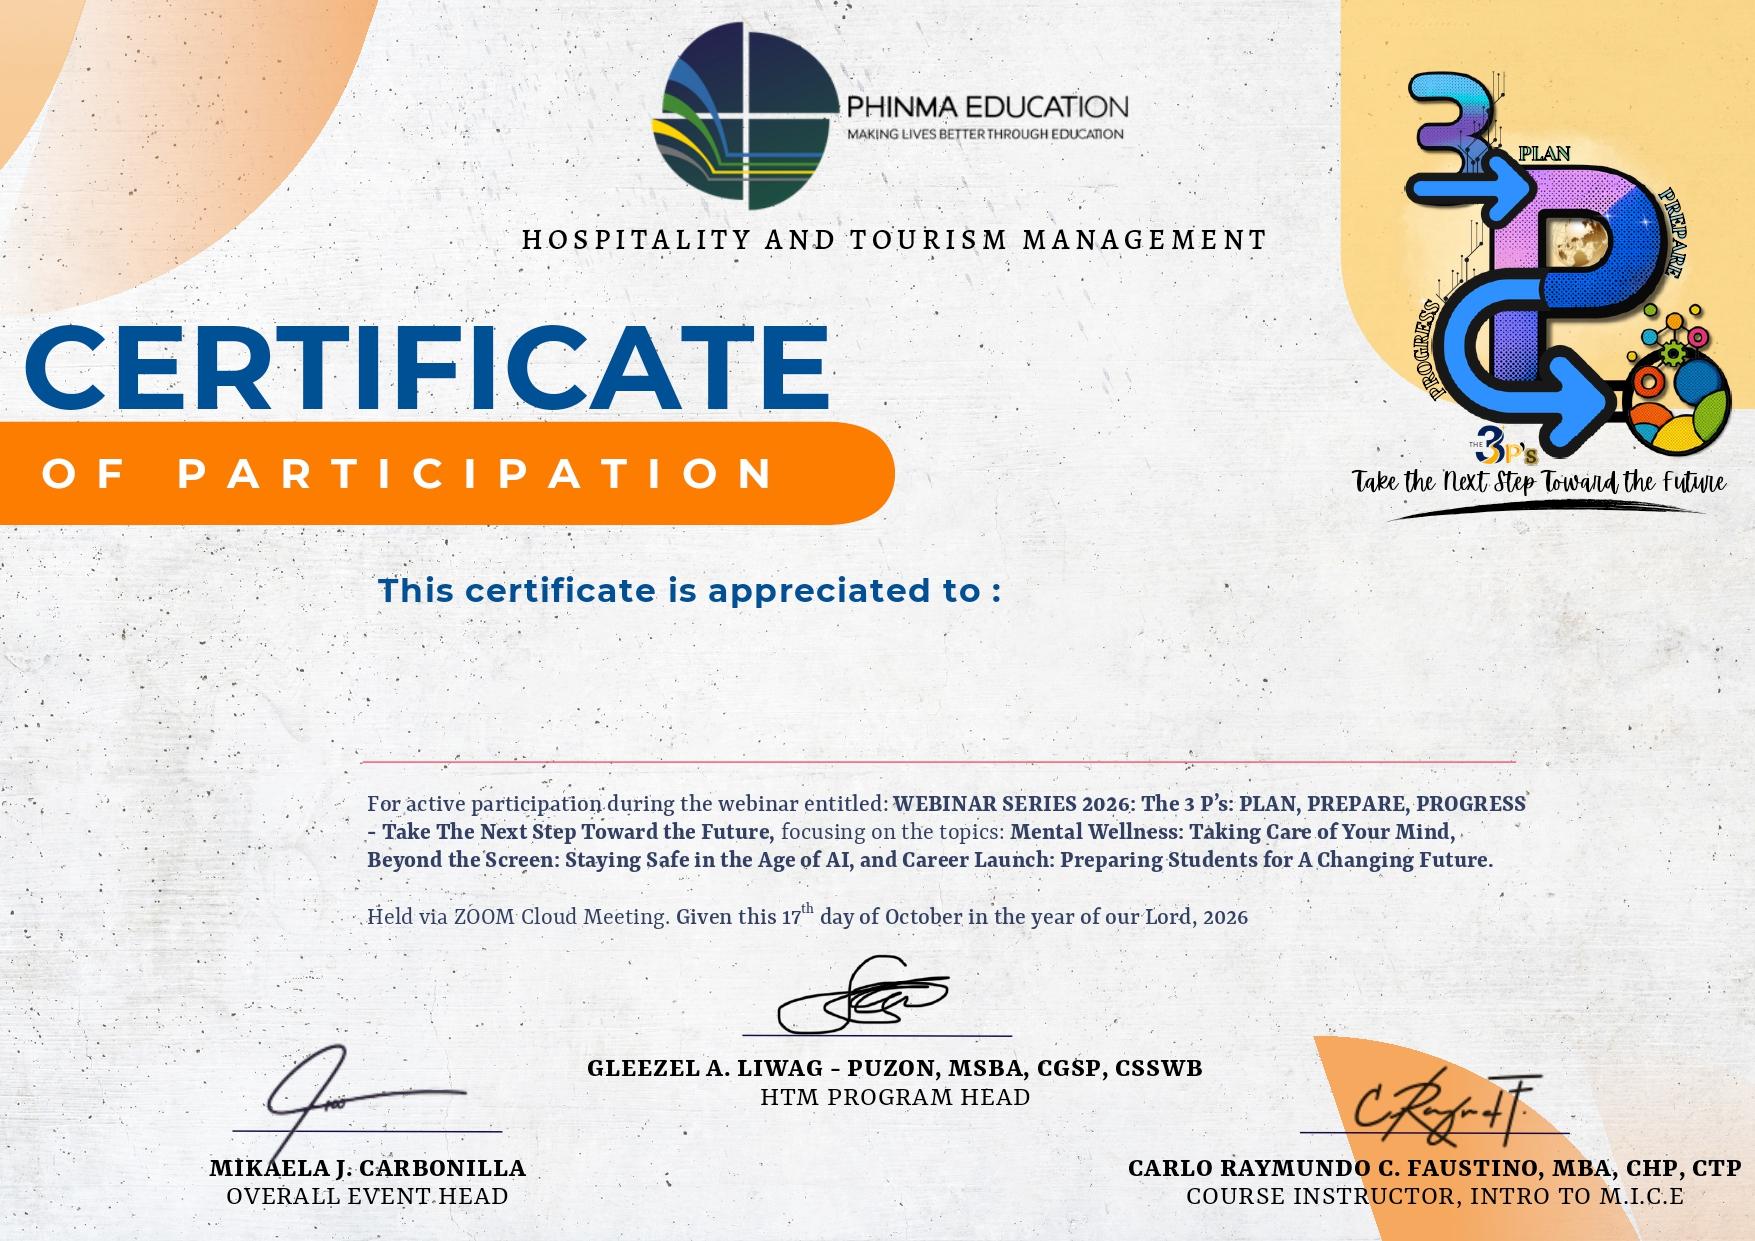 PHINMA EDUCATION
MAKING LIVES BETTER THROUGH EDUCATION
HOSPITALITY AND TOURISM MANAGEMENT
3
PLAN
PREPARE
PROGRESS
P
THE 3P's
Take the Next Step Toward the Future
CERTIFICATE
OF PARTICIPATION
This certificate is appreciated to :
For active participation during the webinar entitled: WEBINAR SERIES 2026: The 3 P’s: PLAN, PREPARE, PROGRESS
- Take The Next Step Toward the Future, focusing on the topics: Mental Wellness: Taking Care of Your Mind,
Beyond the Screen: Staying Safe in the Age of AI, and Career Launch: Preparing Students for A Changing Future.
Held via ZOOM Cloud Meeting. Given this 17th day of October in the year of our Lord, 2026
GLEEZEL A. LIWAG - PUZON, MSBA, CGSP, CSSWB
HTM PROGRAM HEAD
MIKAELA J. CARBONILLA
OVERALL EVENT HEAD
CARLO RAYMUNDO C. FAUSTINO, MBA, CHP, CTP
COURSE INSTRUCTOR, INTRO TO M.I.C.E